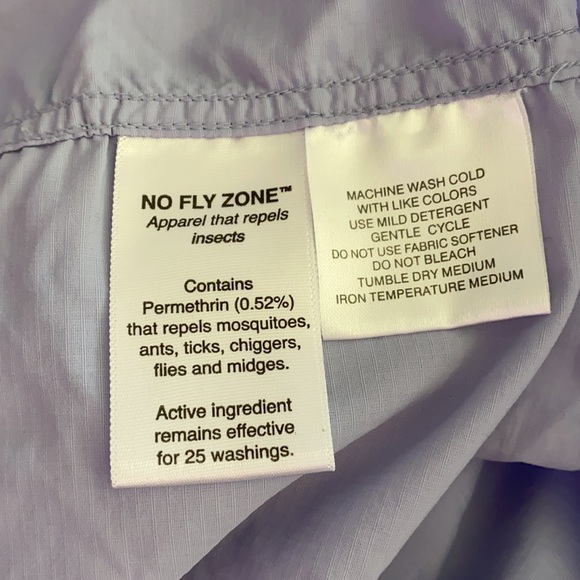 NO FLY ZONE™
Apparel that repels
insects
Contains
Permethrin (0.52%)
that repels mosquitoes,
ants, ticks, chiggers,
flies and midges.
Active ingredient
remains effective
for 25 washings.
MACHINE WASH COLD
WITH LIKE COLORS
USE MILD DETERGENT
GENTLE CYCLE
DO NOT USE FABRIC SOFTENER
DO NOT BLEACH
TUMBLE DRY MEDIUM
IRON TEMPERATURE MEDIUM